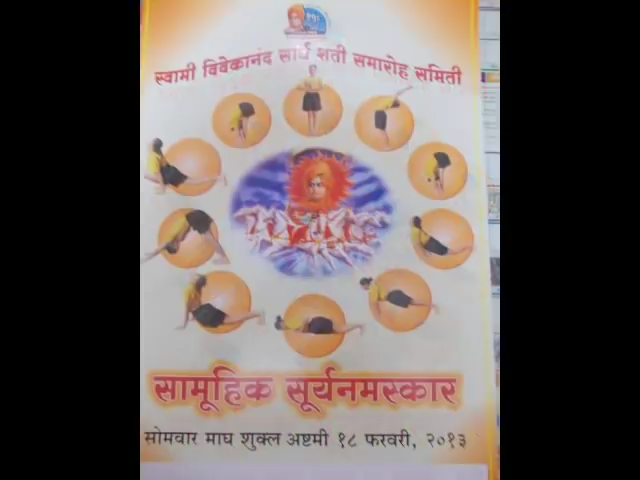 स्वामी विवेकानंद सार्ध शती समारोह समिती
सामूहिक सूर्यनमस्कार
सोमवार माघ शुक्ल अष्टमी १८ फरवरी, २०१३